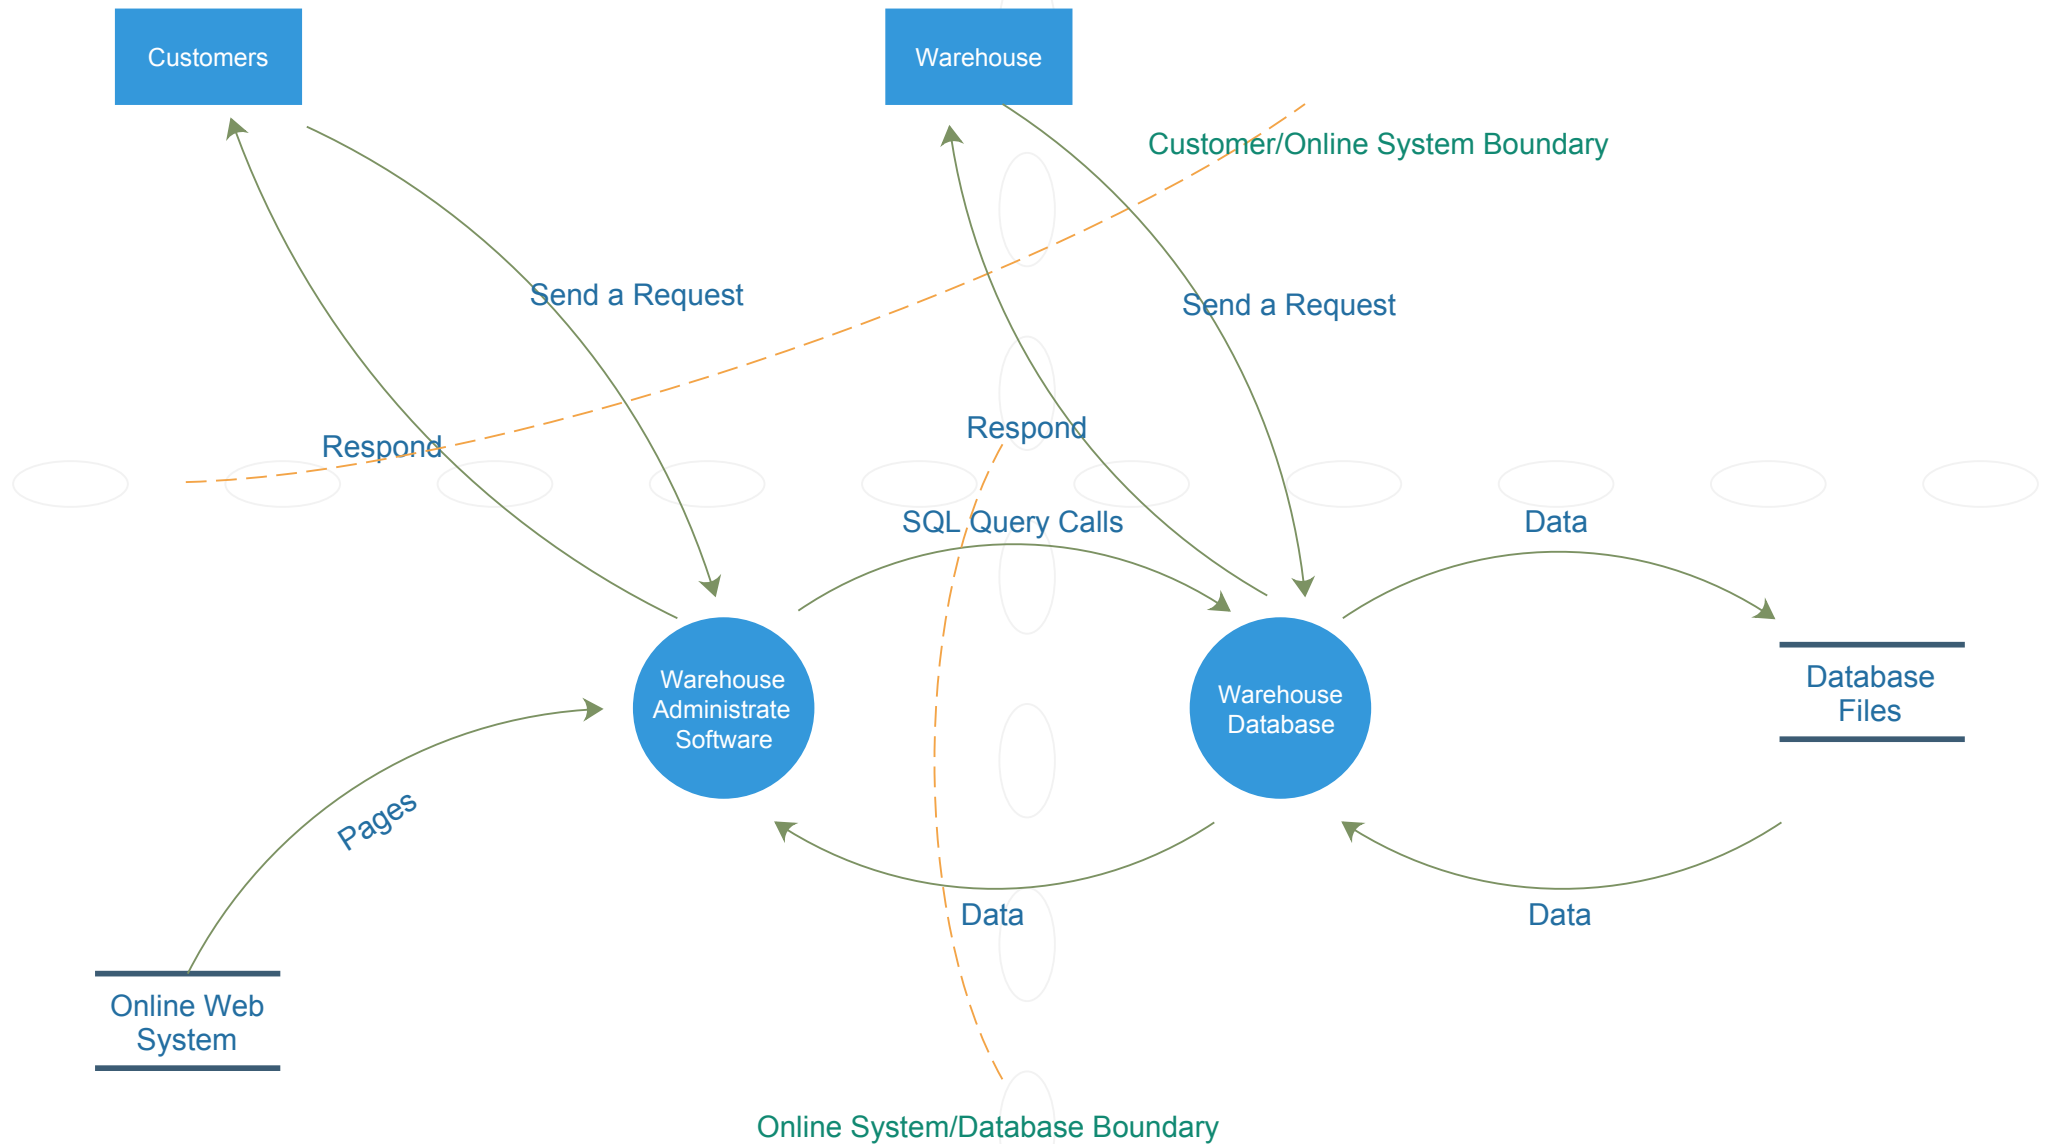 Customers
Warehouse
Customer/Online System Boundary
Send a Request
Send a Request
Respond
Respond
SQL Query Calls
Data
Warehouse
Administrate
Software
Warehouse
Database
Database
Files
Pages
Data
Data
Online Web
System
Online System/Database Boundary